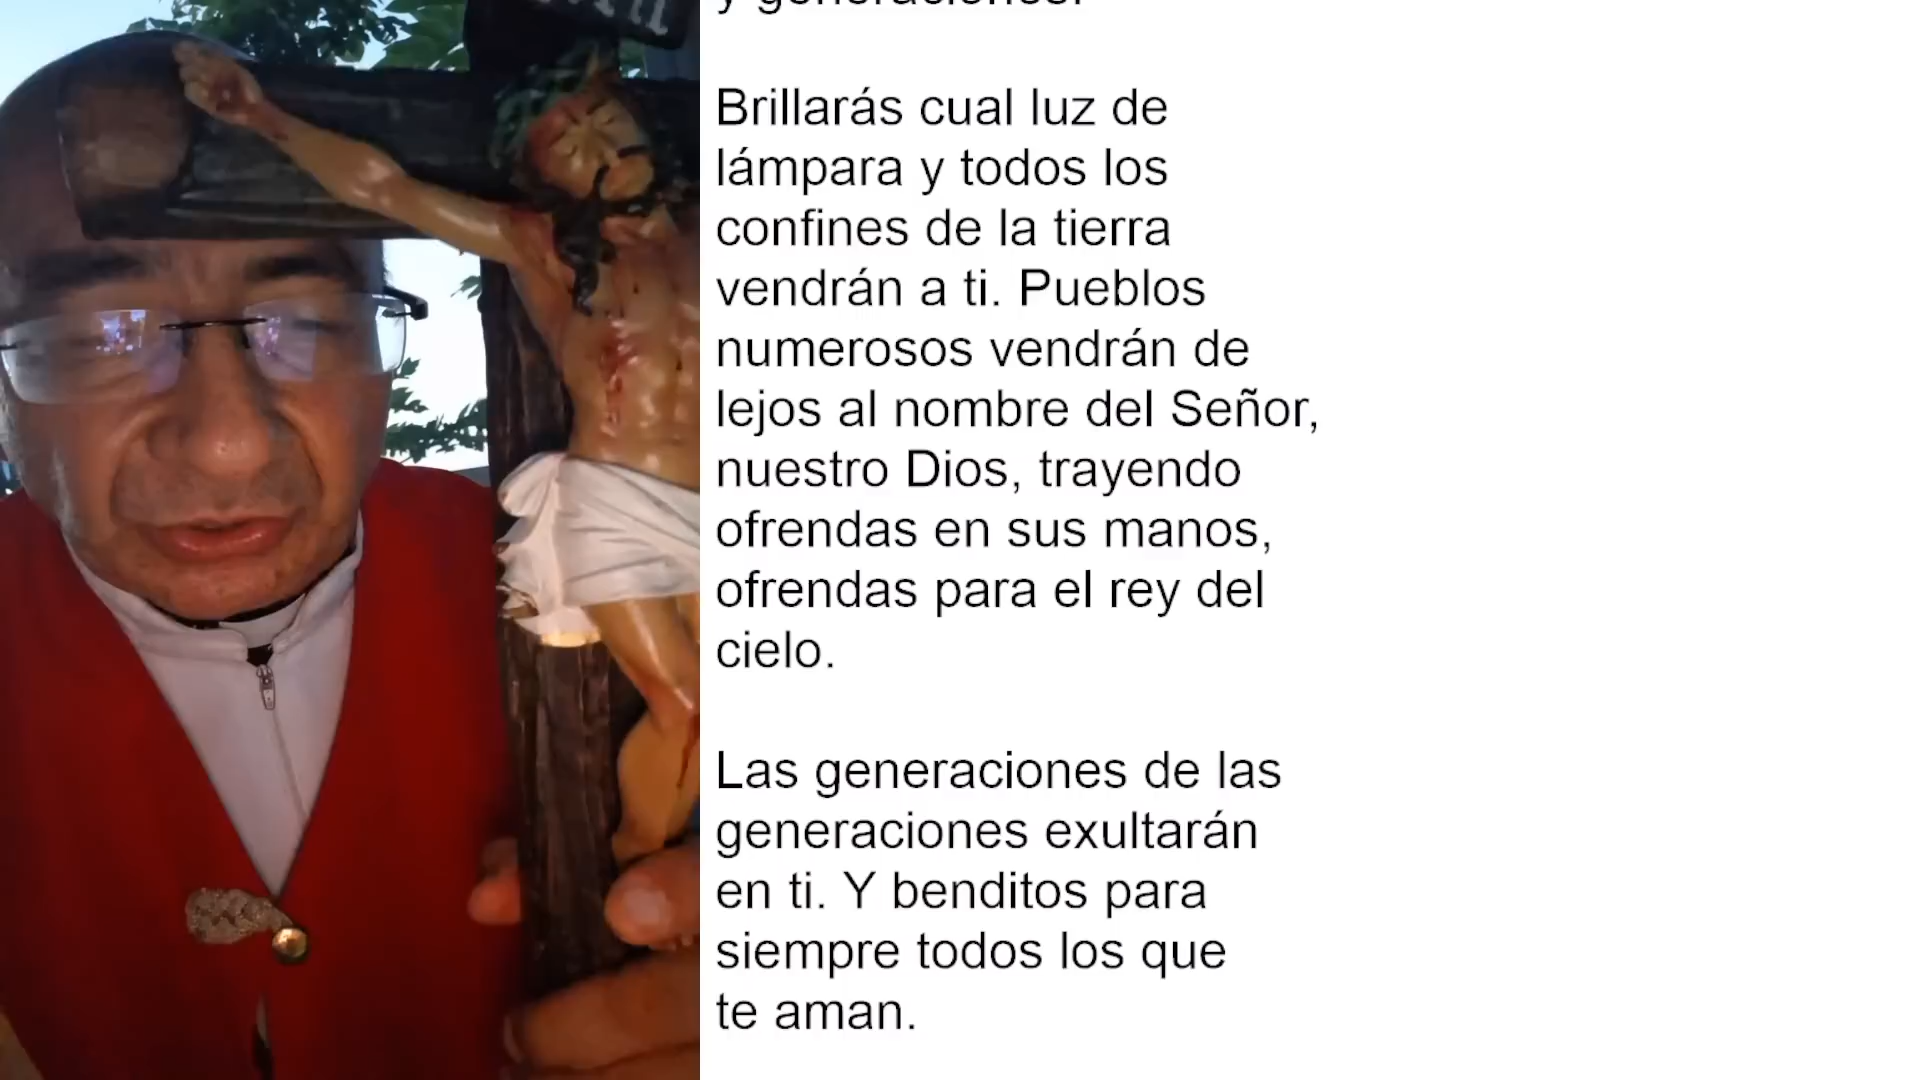 y generaciones.
Brillarás cual luz de
lámpara y todos los
confines de la tierra
vendrán a ti. Pueblos
numerosos vendrán de
lejos al nombre del Señor,
nuestro Dios, trayendo
ofrendas en sus manos,
ofrendas para el rey del
cielo.
Las generaciones de las
generaciones exultarán
en ti. Y benditos para
siempre todos los que
te aman.